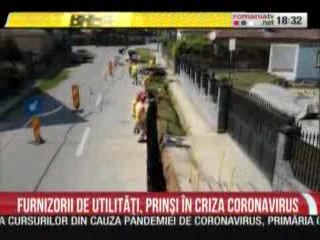 romaniatv
.net
18:32
FURNIZORII DE UTILITĂȚI, PRINȘI ÎN CRIZA CORONAVIRUS
A CURSURILOR DIN CAUZA PANDEMIEI DE CORONAVIRUS, PRIMĂRIA